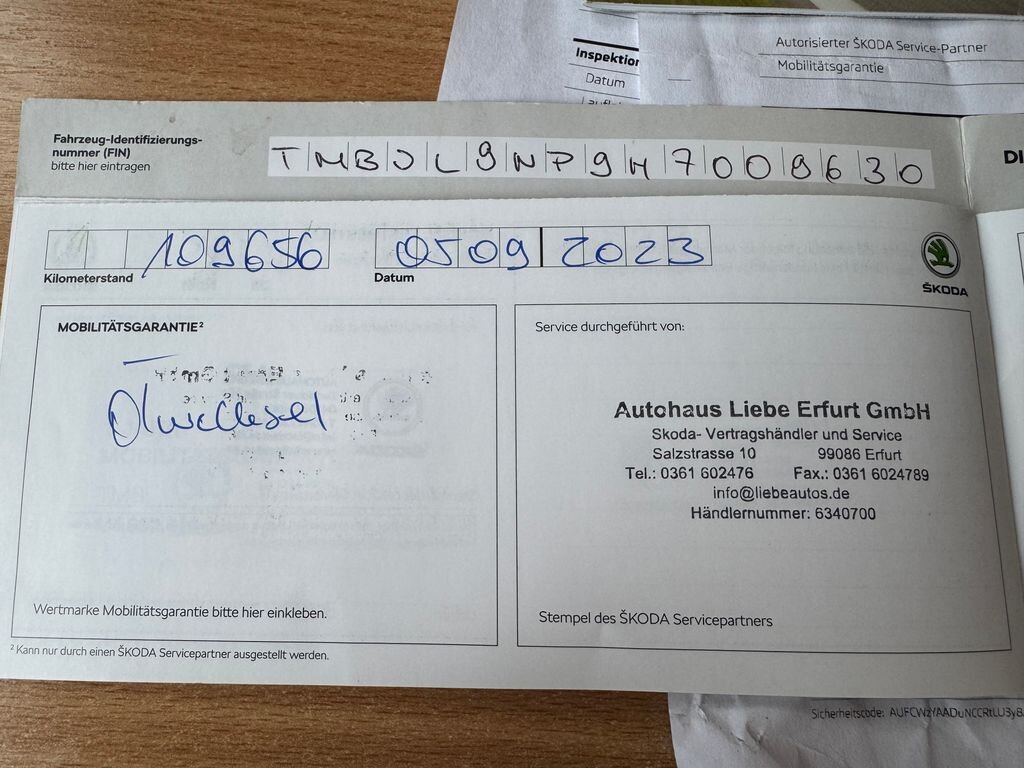 Inspektion
Datum
Autorisierter ŠKODA Service-Partner
Mobilitätsgarantie
Fahrzeug-Identifizierungs-
nummer (FIN)
bitte hier eintragen
TMBJL9NP9H7009630
DI
109656
05 09 2023
Kilometerstand
Datum
ŠKODA
MOBILITÄTSGARANTIE²
Ölwechsel
Wertmarke Mobilitätsgarantie bitte hier einkleben.
Service durchgeführt von:
Autohaus Liebe Erfurt GmbH
Skoda- Vertragshändler und Service
Salzstrasse 10 99086 Erfurt
Tel.: 0361 602476 Fax.: 0361 6024789
info@liebeautos.de
Händlernummer: 6340700
Stempel des ŠKODA Servicepartners
² Kann nur durch einen ŠKODA Servicepartner ausgestellt werden.
Sicherheitscode: